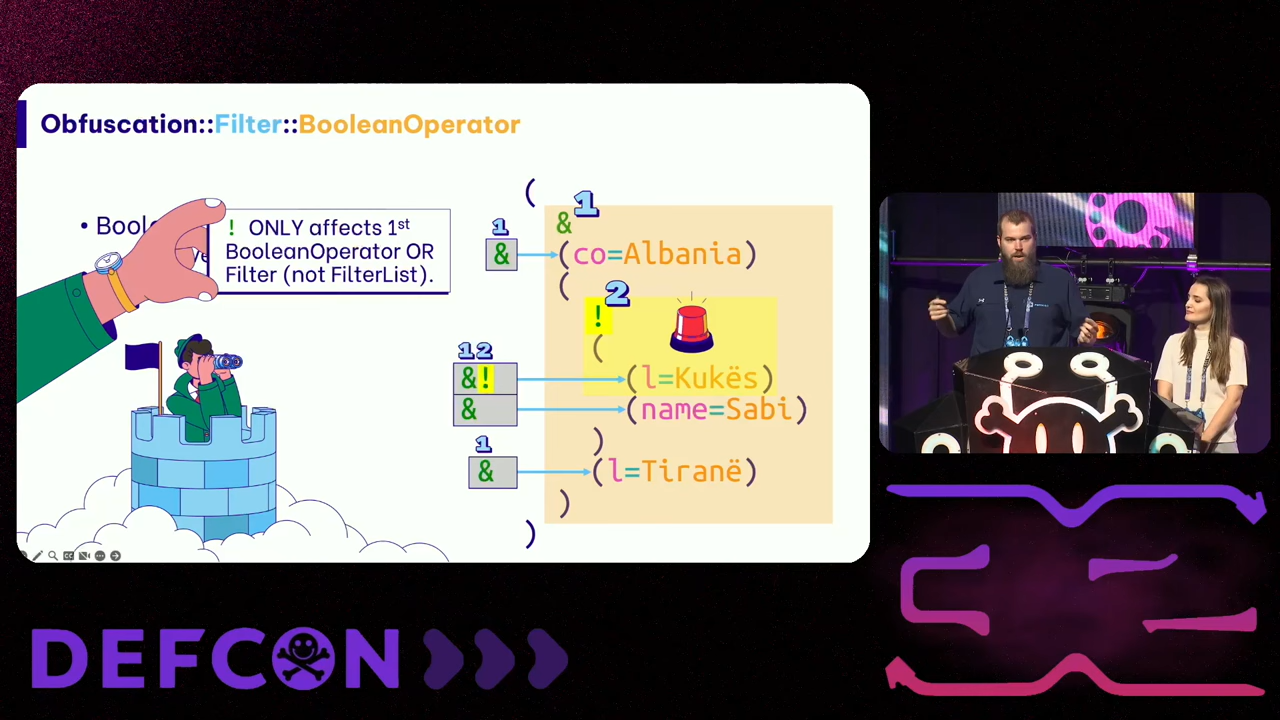 Obfuscation::Filter::BooleanOperator
• Boole
ye
! ONLY affects 1st
BooleanOperator OR
Filter (not FilterList).
(
1
&
1
& (co=Albania)
(
2
!
(
12
&! (l=Kukës)
& (name=Sabi)
)
1
& (l=Tiranë)
)
)
DEFCON